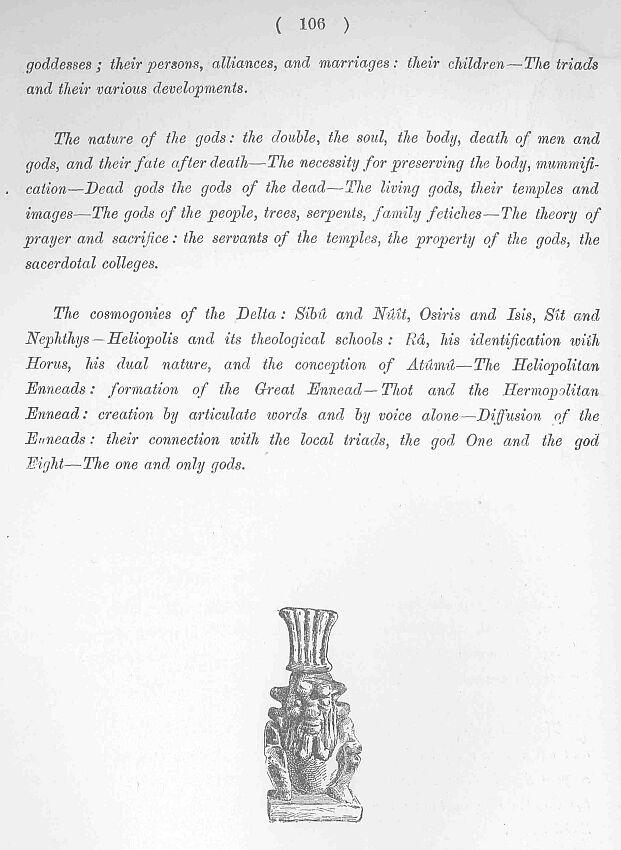 ( 106 )
goddesses; their persons, alliances, and marriages: their children—The triads
and their various developments.
The nature of the gods: the double, the soul, the body, death of men and
gods, and their fate after death—The necessity for preserving the body, mummifi-
cation—Dead gods the gods of the dead—The living gods, their temples and
images—The gods of the people, trees, serpents, family fetiches—The theory of
prayer and sacrifice: the servants of the temples, the property of the gods, the
sacerdotal colleges.
The cosmogonies of the Delta: Sibû and Nûît, Osiris and Isis, Sît and
Nephthys—Heliopolis and its theological schools: Râ, his identification with
Horus, his dual nature, and the conception of Atûmû—The Heliopolitan
Enneads: formation of the Great Ennead—Thot and the Hermopolitan
Ennead: creation by articulate words and by voice alone—Diffusion of the
Enneads: their connection with the local triads, the god One and the god
Eight—The one and only gods.